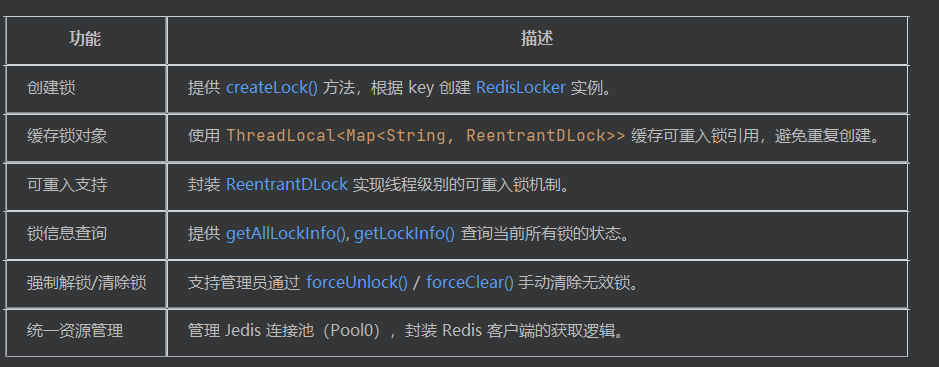 功能 描述
创建锁 提供 createLock() 方法，根据 key 创建 RedisLocker 实例。
缓存锁对象 使用 ThreadLocal<Map<String, ReentrantDLock>> 缓存可重入锁引用，避免重复创建。
可重入支持 封装 ReentrantDLock 实现线程级别的可重入锁机制。
锁信息查询 提供 getAllLockInfo(), getLockInfo() 查询当前所有锁的状态。
强制解锁/清除锁 支持管理员通过 forceUnlock() / forceClear() 手动清除无效锁。
统一资源管理 管理 Jedis 连接池（Pool0），封装 Redis 客户端的获取逻辑。